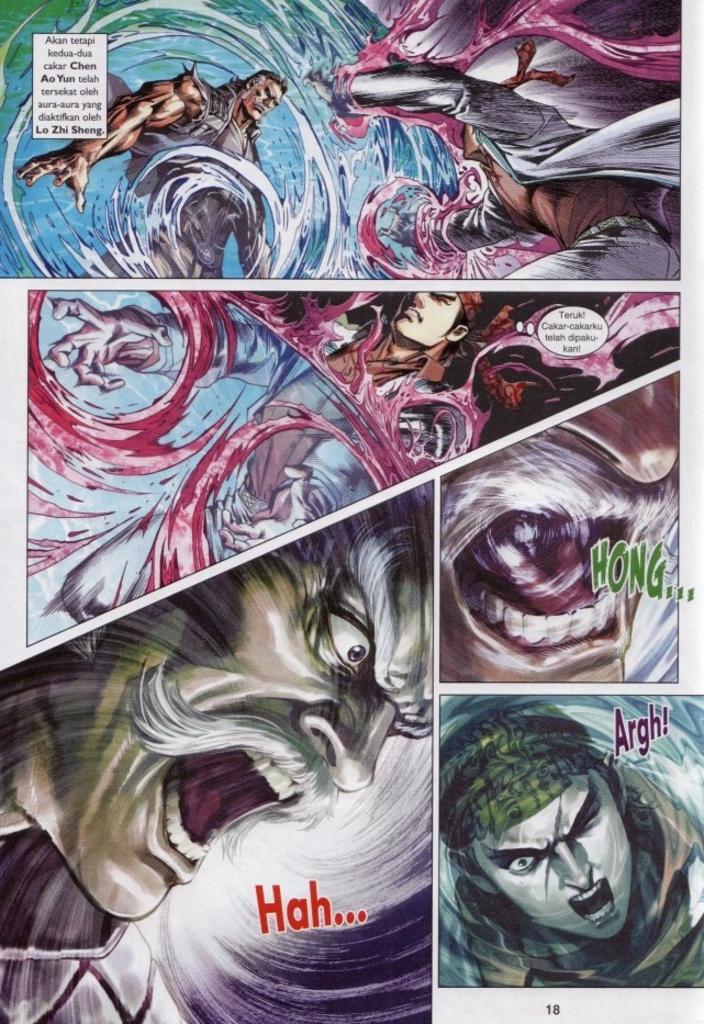 Akan tetapi
kedua-dua
cakar Chen
Ao Yun telah
tersekat oleh
aura-aura yang
diaktifkan oleh
Lo Zhi Sheng.
Teruk!
Cakar-cakarku
telah dipaku-
kan!
HONG...
Hah...
Argh!
18